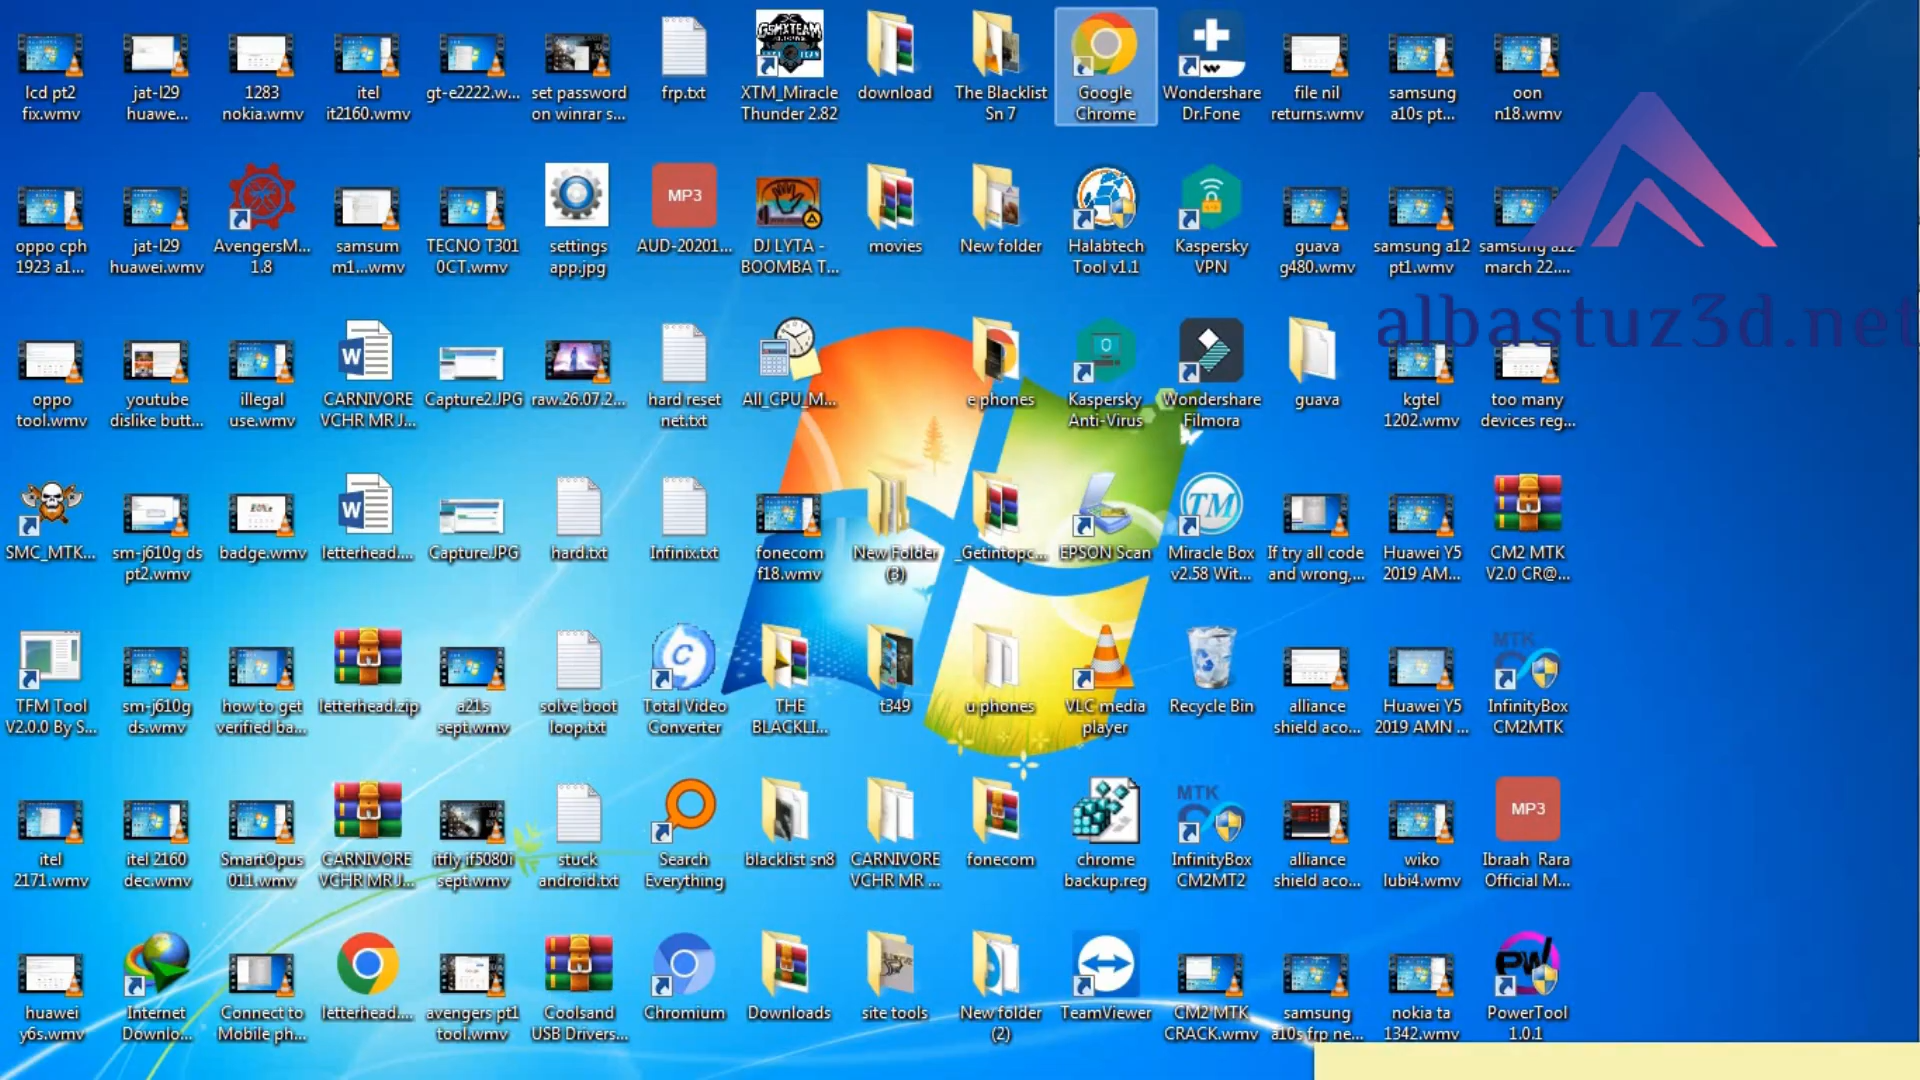 lcd pt2
fix.wmv
jat-l29
huawe...
1283
nokia.wmv
itel
it2160.wmv
gt-e2222.w...
set password
on winrar s...
frp.txt
GSMXTEAM
XTM_Miracle
Thunder 2.82
download
The Blacklist
Sn 7
Google
Chrome
Wondershare
Dr.Fone
file nil
returns.wmv
samsung
a10s pt...
oon
n18.wmv
oppo cph
1923 a1...
jat-l29
huawei.wmv
AvengersM...
1.8
samsum
m1...wmv
TECNO T301
0CT.wmv
settings
app.jpg
MP3
AUD-20201...
DJ LYTA -
BOOMBA T...
movies
New folder
Halabtech
Tool v1.1
Kaspersky
VPN
guava
g480.wmv
samsung a12
pt1.wmv
samsung a12
march 22....
albastuz3d.net
oppo
tool.wmv
youtube
dislike butt...
illegal
use.wmv
CARNIVORE
VCHR MR J...
Capture2.JPG
raw.26.07.2...
hard reset
net.txt
All_CPU_M...
e phones
Kaspersky
Anti-Virus
Wondershare
Filmora
guava
kgtel
1202.wmv
too many
devices reg...
SMC_MTK...
sm-j610g ds
pt2.wmv
badge.wmv
letterhead....
Capture.JPG
hard.txt
Infinix.txt
fonecom
f18.wmv
New Folder
(3)
_Getintopc...
EPSON Scan
TM
Miracle Box
v2.58 Wit...
If try all code
and wrong,...
Huawei Y5
2019 AM...
CM2 MTK
V2.0 CR@...
TFM Tool
V2.0.0 By S...
sm-j610g
ds.wmv
how to get
verified ba...
letterhead.zip
a21s
sept.wmv
solve boot
loop.txt
Total Video
Converter
THE
BLACKLI...
t349
u phones
VLC media
player
Recycle Bin
alliance
shield aco...
Huawei Y5
2019 AMN ...
MTK
InfinityBox
CM2MTK
itel
2171.wmv
itel 2160
dec.wmv
SmartOpus
011.wmv
CARNIVORE
VCHR MR J...
itfly if5080i
sept.wmv
stuck
android.txt
Search
Everything
blacklist sn8
CARNIVORE
VCHR MR ...
fonecom
chrome
backup.reg
MTK
InfinityBox
CM2MT2
alliance
shield aco...
wiko
lubi4.wmv
MP3
Ibraah Rara
Official M...
huawei
y6s.wmv
Internet
Downlo...
Connect to
Mobile ph...
letterhead....
avengers pt1
tool.wmv
Coolsand
USB Drivers...
Chromium
Downloads
site tools
New folder
(2)
TeamViewer
CM2 MTK
CRACK.wmv
samsung
a10s frp ne...
nokia ta
1342.wmv
PW
PowerTool
1.0.1